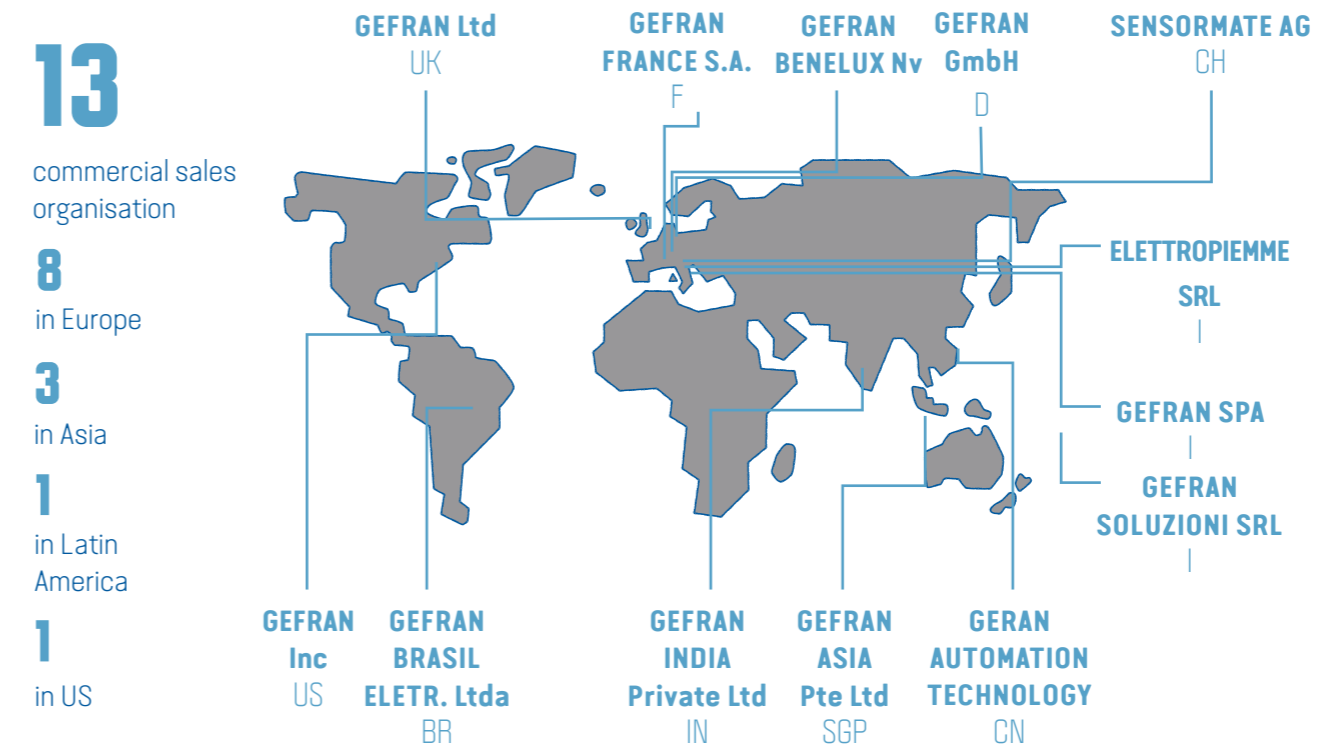 13
commercial sales
organisation
8
in Europe
3
in Asia
1
in Latin
America
1
in US
GEFRAN Ltd
UK
GEFRAN
FRANCE S.A.
F
GEFRAN
BENELUX Nv
GEFRAN
GmbH
D
SENSORMATE AG
CH
ELETTROPIEMME
SRL
I
GEFRAN SPA
I
GEFRAN
SOLUZIONI SRL
I
GEFRAN
Inc
US
GEFRAN
BRASIL
ELETR. Ltda
BR
GEFRAN
INDIA
Private Ltd
IN
GEFRAN
ASIA
Pte Ltd
SGP
GERAN
AUTOMATION
TECHNOLOGY
CN